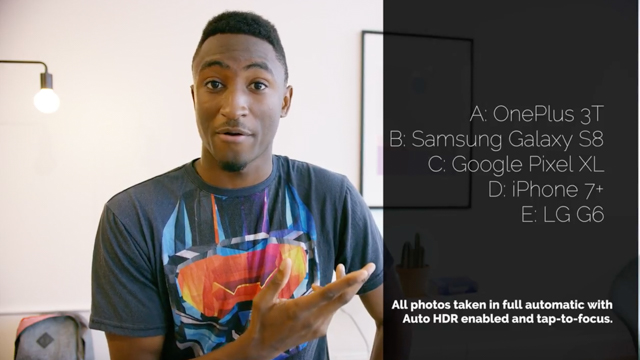 A: OnePlus 3T
B: Samsung Galaxy S8
C: Google Pixel XL
D: iPhone 7+
E: LG G6
All photos taken in full automatic with
Auto HDR enabled and tap-to-focus.